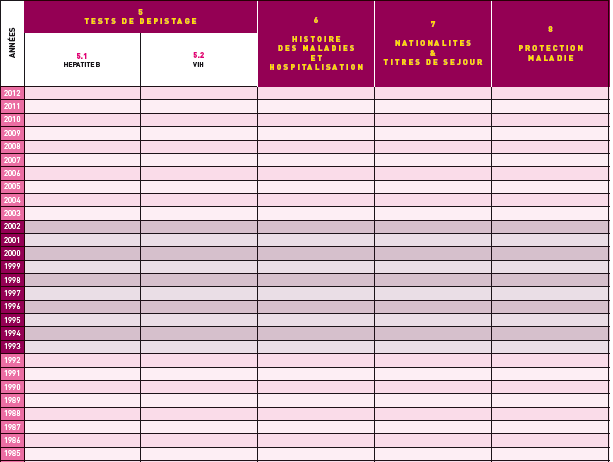 ANNÉES
5
TESTS DE DEPISTAGE
5.1
HEPATITE B
5.2
VIH
6
HISTOIRE
DES MALADIES
ET
HOSPITALISATION
7
NATIONALITES
&
TITRES DE SEJOUR
8
PROTECTION
MALADIE
2012
2011
2010
2009
2008
2007
2006
2005
2004
2003
2002
2001
2000
1999
1998
1997
1996
1995
1994
1993
1992
1991
1990
1989
1988
1987
1986
1985